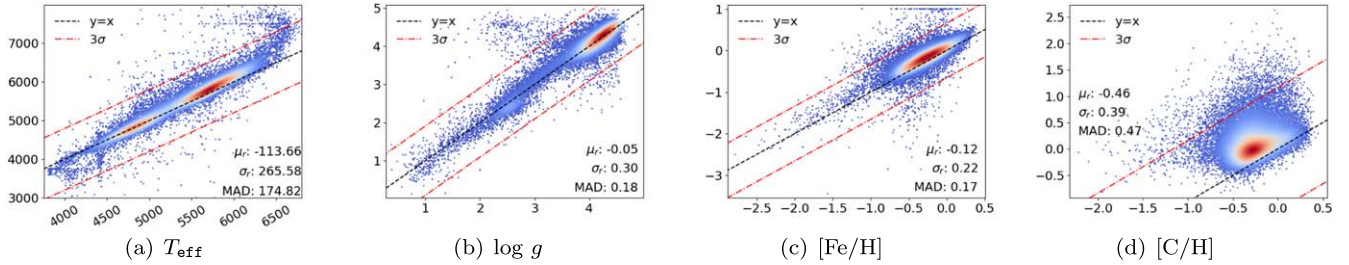 y=x
3σ
7000
6000
5000
4000
3000
μr: -113.66
σr: 265.58
MAD: 174.82
4000 4500 5000 5500 6000 6500
(a) Teff
y=x
3σ
5
4
3
2
1
μr: -0.05
σr: 0.30
MAD: 0.18
1 2 3 4
(b) log g
y=x
3σ
1
0
−1
−2
−3
μr: -0.12
σr: 0.22
MAD: 0.17
−2.5 −2.0 −1.5 −1.0 −0.5 0.0 0.5
(c) [Fe/H]
y=x
3σ
2.5
2.0
1.5
1.0
0.5
0.0
−0.5
μr: -0.46
σr: 0.39
MAD: 0.47
−2.0 −1.5 −1.0 −0.5 0.0 0.5
(d) [C/H]